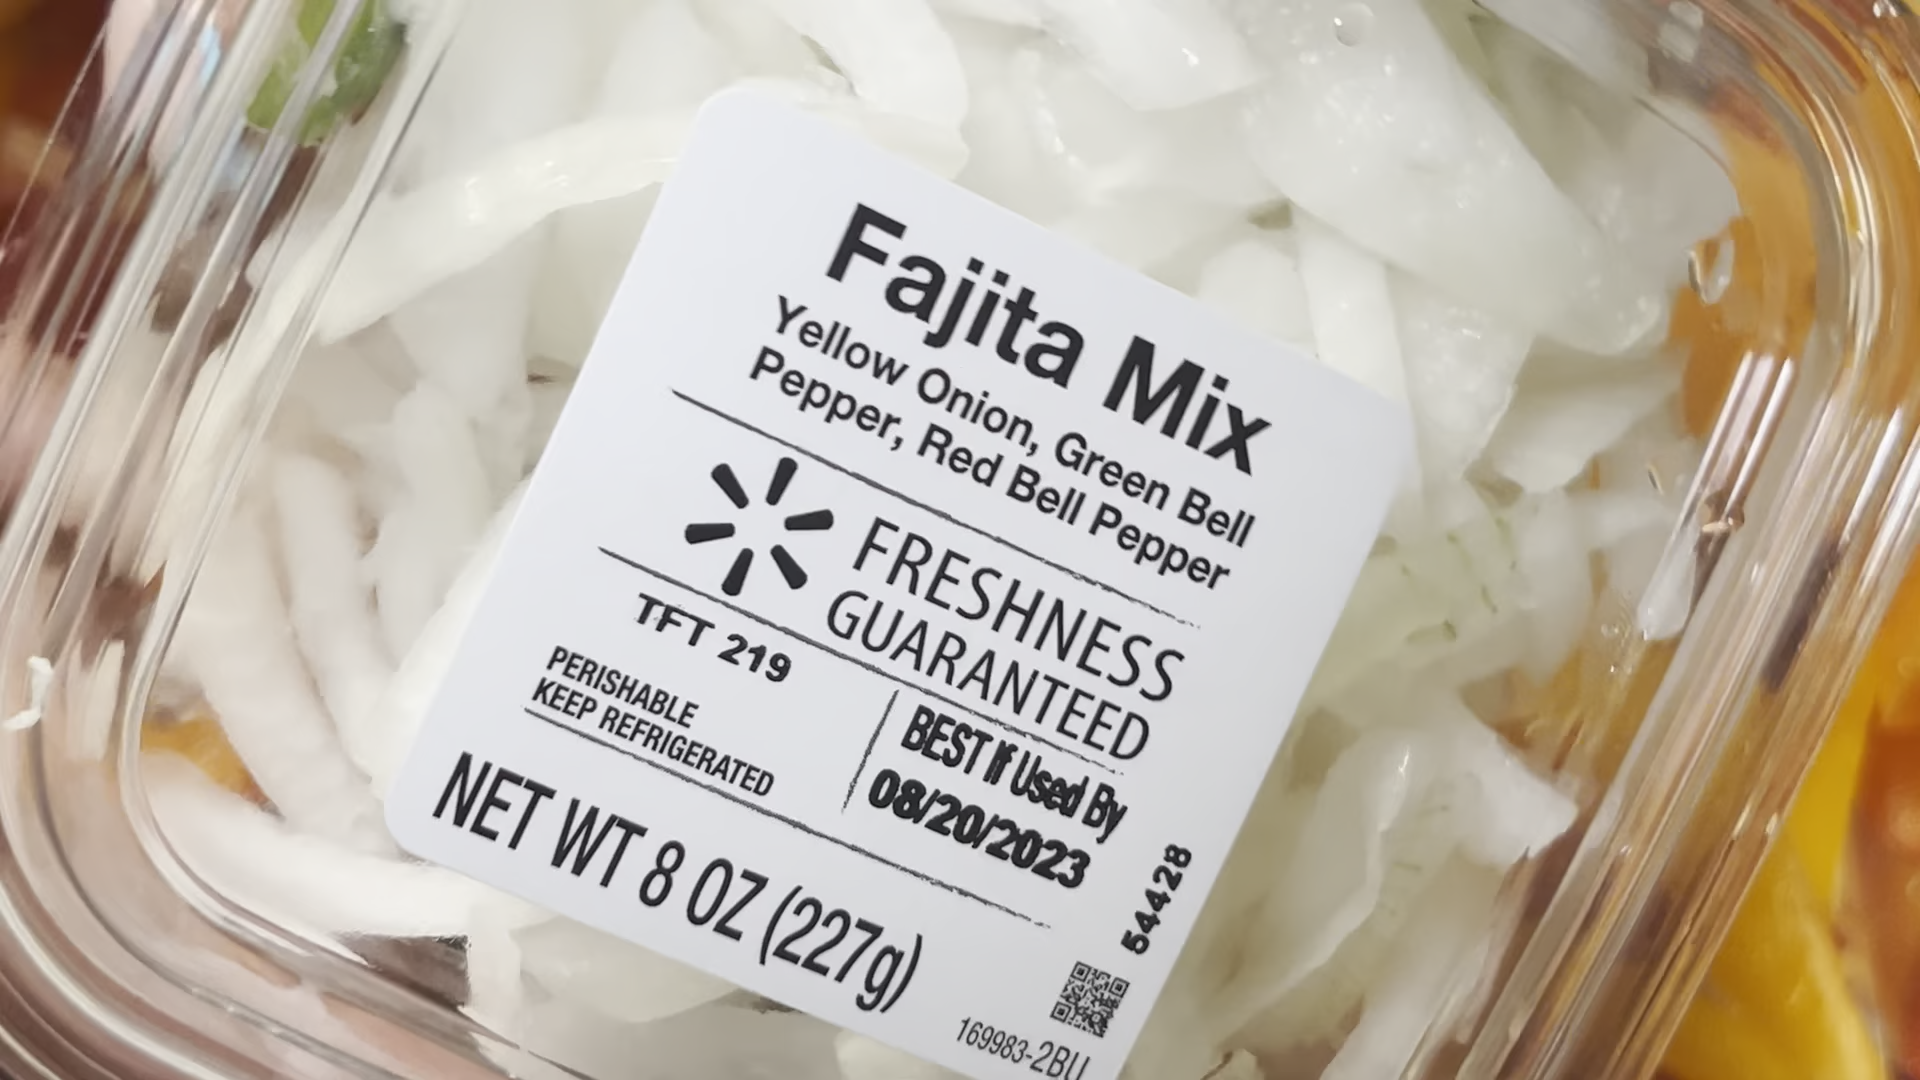 Fajita Mix
Yellow Onion, Green Bell
Pepper, Red Bell Pepper
FRESHNESS
GUARANTEED
TFT 219
PERISHABLE
KEEP REFRIGERATED
BEST If Used By
08/20/2023
NET WT 8 OZ (227g)
54428
169983-2BU